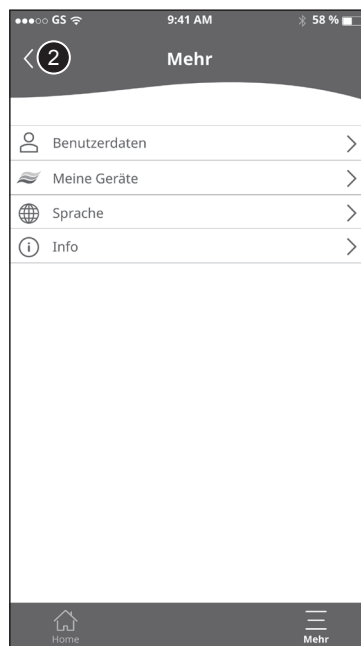 GS 9:41 AM 58 %
2 Mehr
Benutzerdaten
Meine Geräte
Sprache
Info
Home Mehr